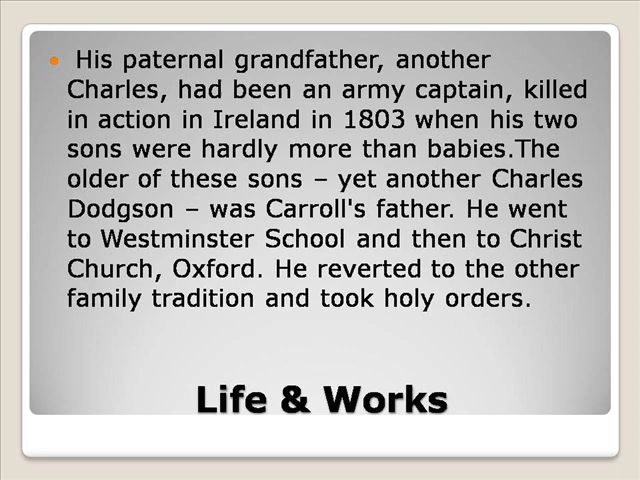 His paternal grandfather, another
Charles, had been an army captain, killed
in action in Ireland in 1803 when his two
sons were hardly more than babies.The
older of these sons – yet another Charles
Dodgson – was Carroll's father. He went
to Westminster School and then to Christ
Church, Oxford. He reverted to the other
family tradition and took holy orders.
Life & Works